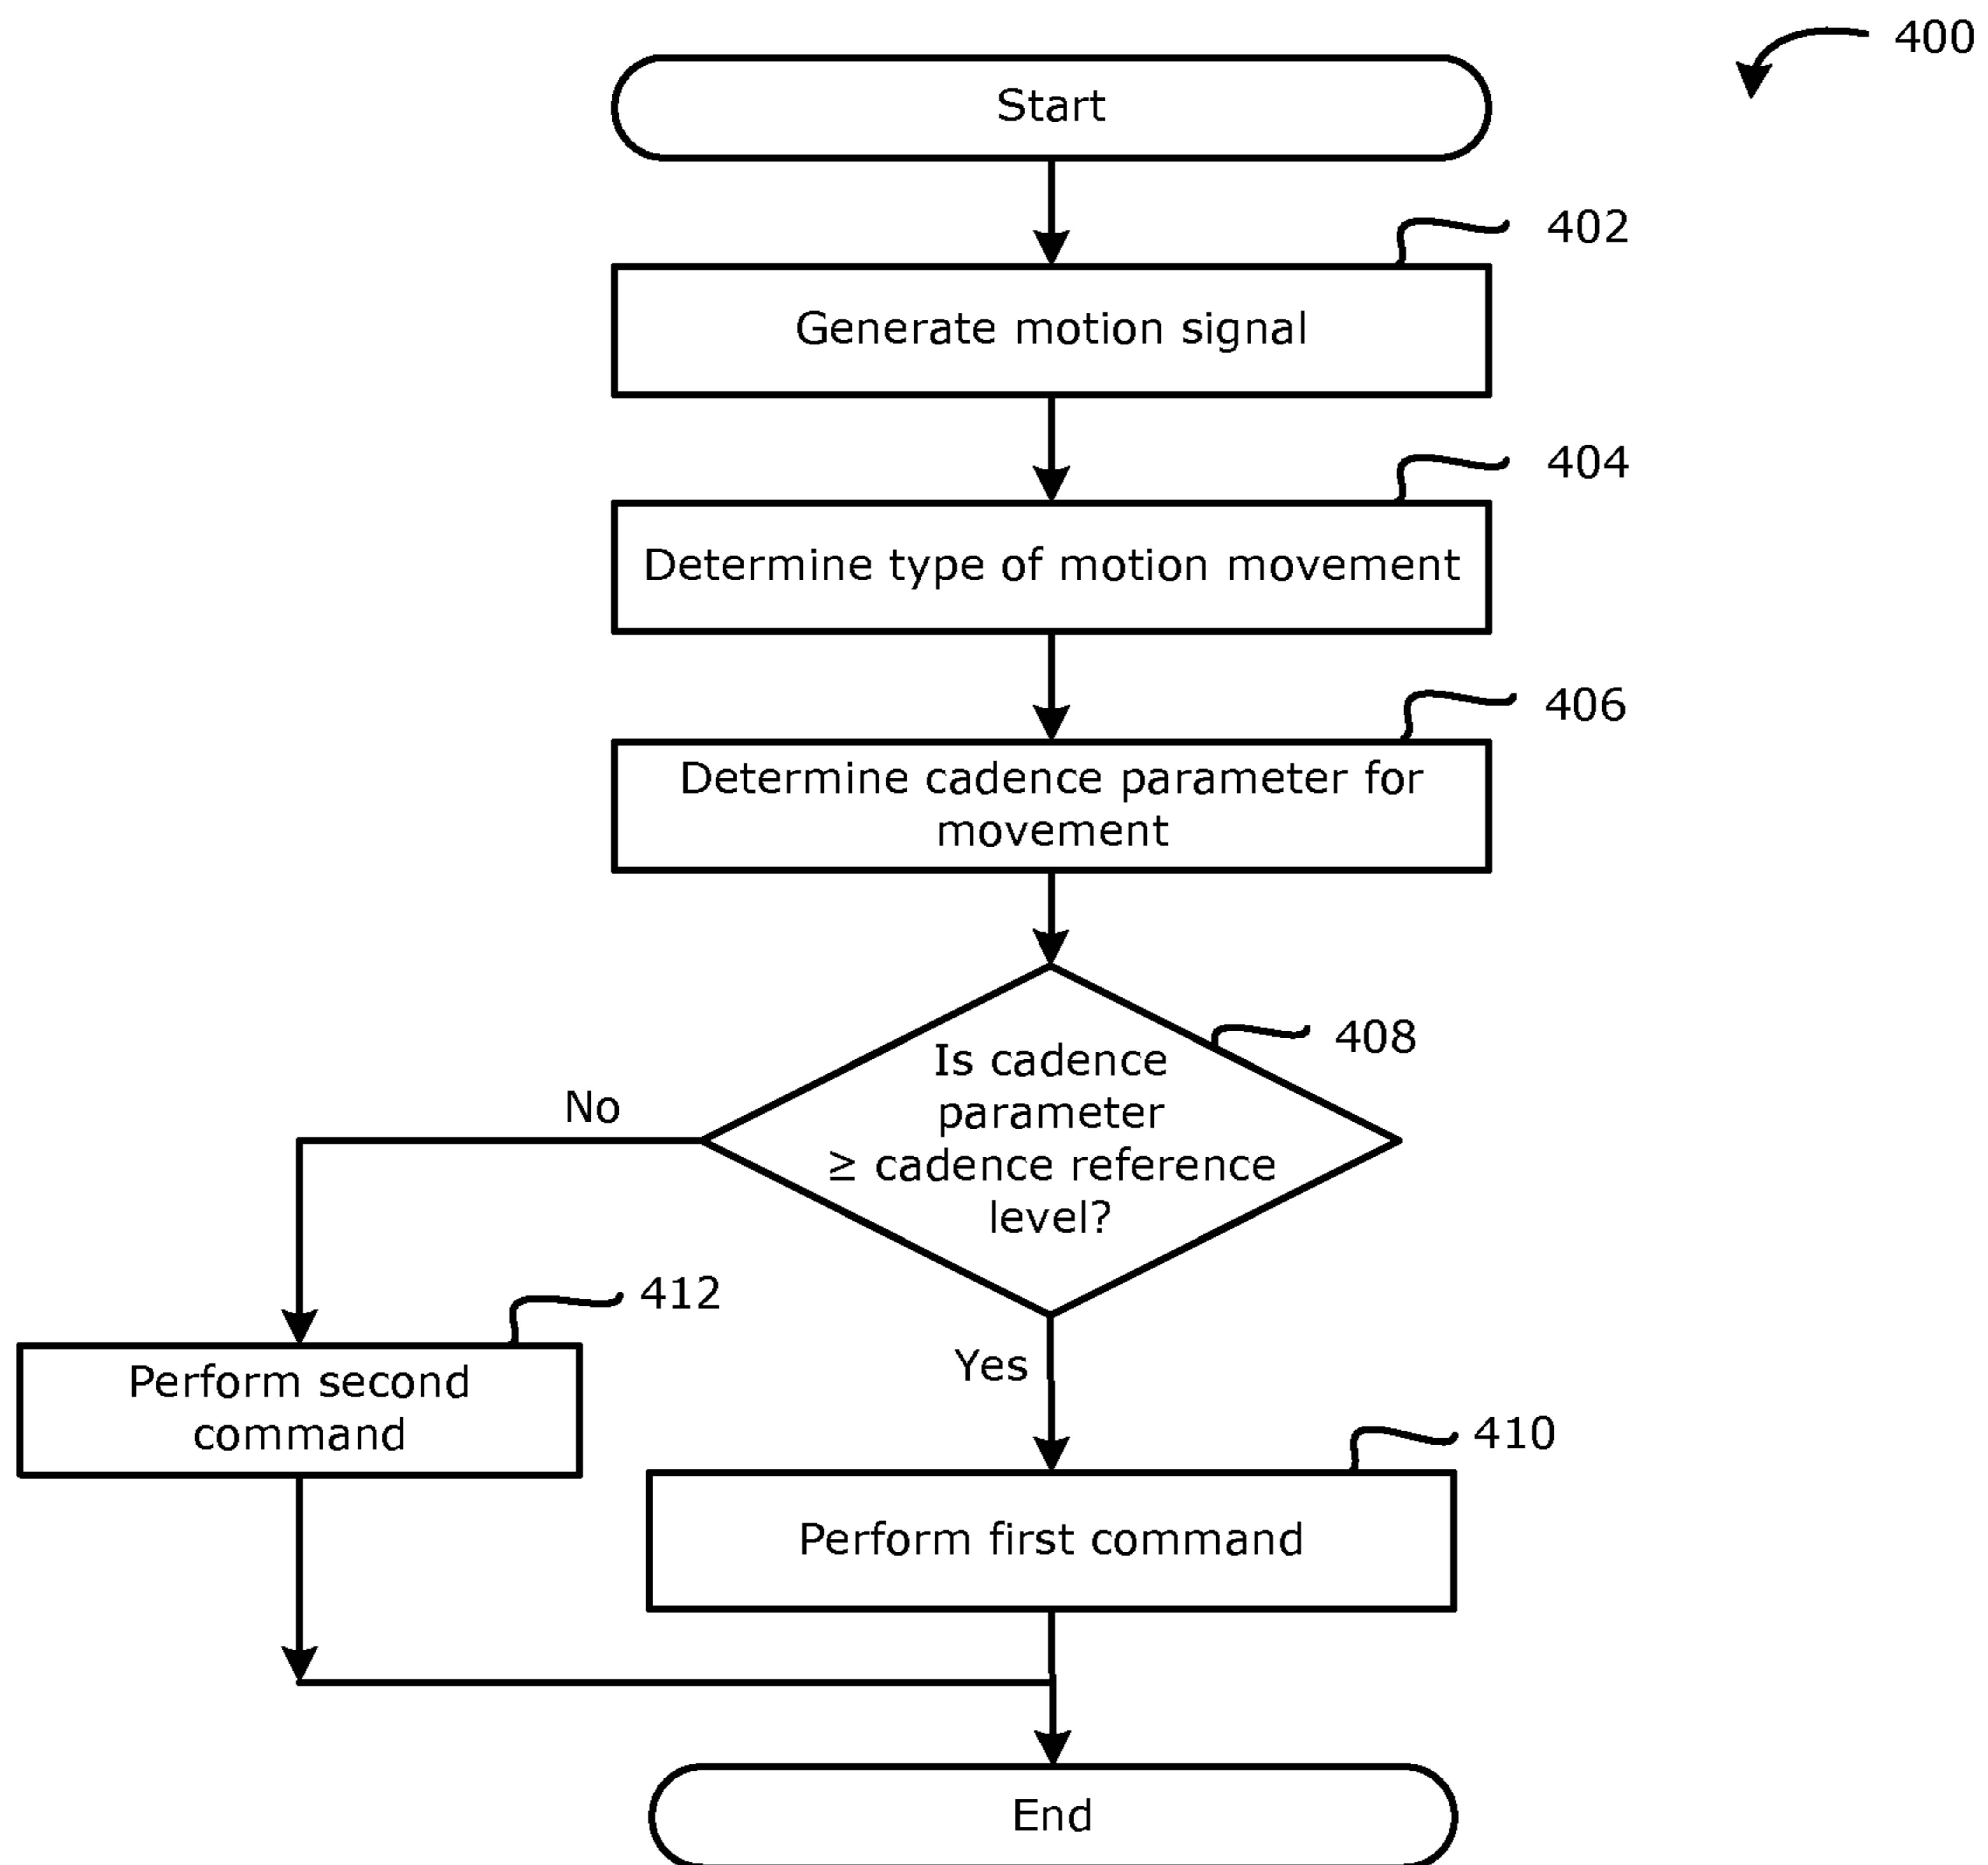 400
Start
402
Generate motion signal
404
Determine type of motion movement
406
Determine cadence parameter for
movement
408
Is cadence
parameter
≥ cadence reference
level?
No
412
Perform second
command
Yes
410
Perform first command
End